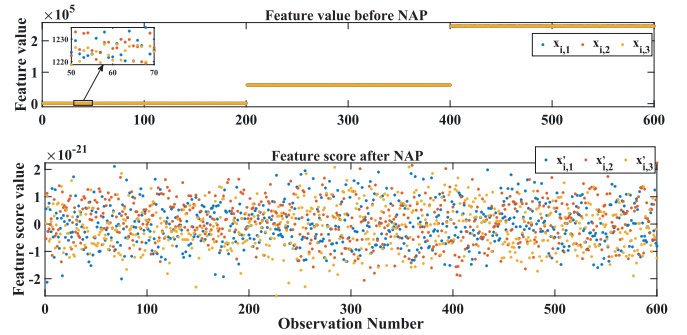 ×10⁵
Feature value before NAP
Feature value
2
1
0
1230
1220
50 60 70
x_{i,1} x_{i,2} x_{i,3}
0 100 200 300 400 500 600
×10⁻²¹
Feature score after NAP
x'_{i,1} x'_{i,2} x'_{i,3}
Feature score value
2
1
0
-1
-2
0 100 200 300 400 500 600
Observation Number